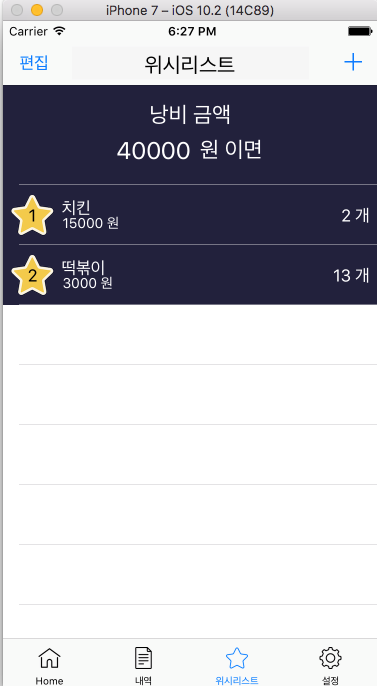 iPhone 7 – iOS 10.2 (14C89)
Carrier 6:27 PM
편집 위시리스트 +
낭비 금액
40000 원 이면
1 치킨 2 개
15000 원
2 떡볶이 13 개
3000 원
Home 내역 위시리스트 설정